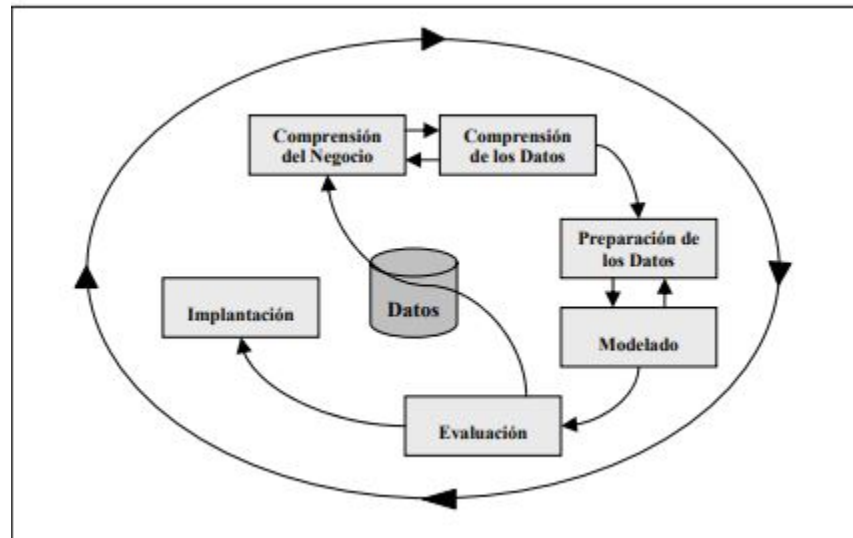 Comprensión
del Negocio
Comprensión
de los Datos
Preparación de
los Datos
Datos
Implantación
Modelado
Evaluación